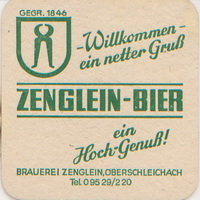 GEGR. 1846
-Willkommen-
ein netter Gruß
ZENGLEIN-BIER
ein
Hoch-Genuß!
BRAUEREI ZENGLEIN, OBERSCHLEICHACH
Tel. 09529/220